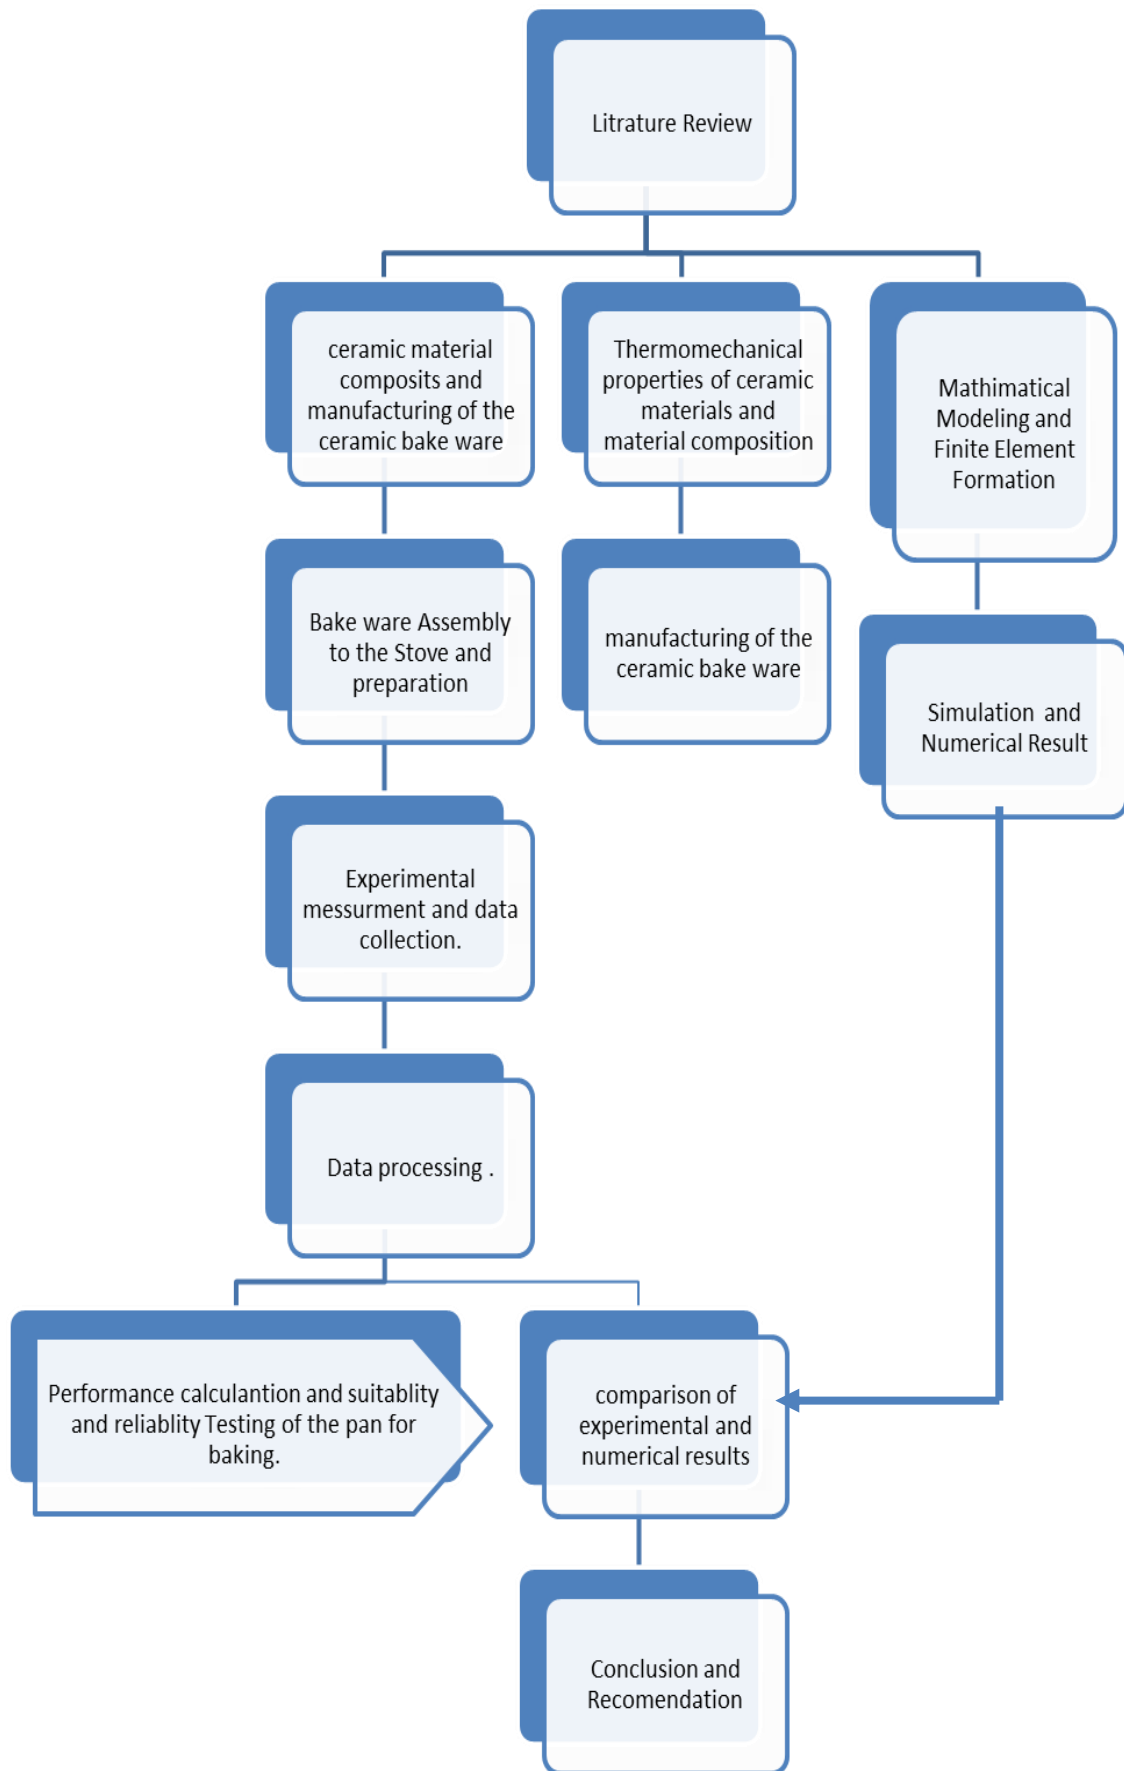 Litrature Review
ceramic material
composits and
manufacturing of the
ceramic bake ware
Thermomechanical
properties of ceramic
materials and
material composition
Mathimatical
Modeling and
Finite Element
Formation
Bake ware Assembly
to the Stove and
preparation
manufacturing of the
ceramic bake ware
Simulation and
Numerical Result
Experimental
messurment and data
collection.
Data processing .
Performance calculantion and suitablity
and reliablity Testing of the pan for
baking.
comparison of
experimental and
numerical results
Conclusion and
Recomendation